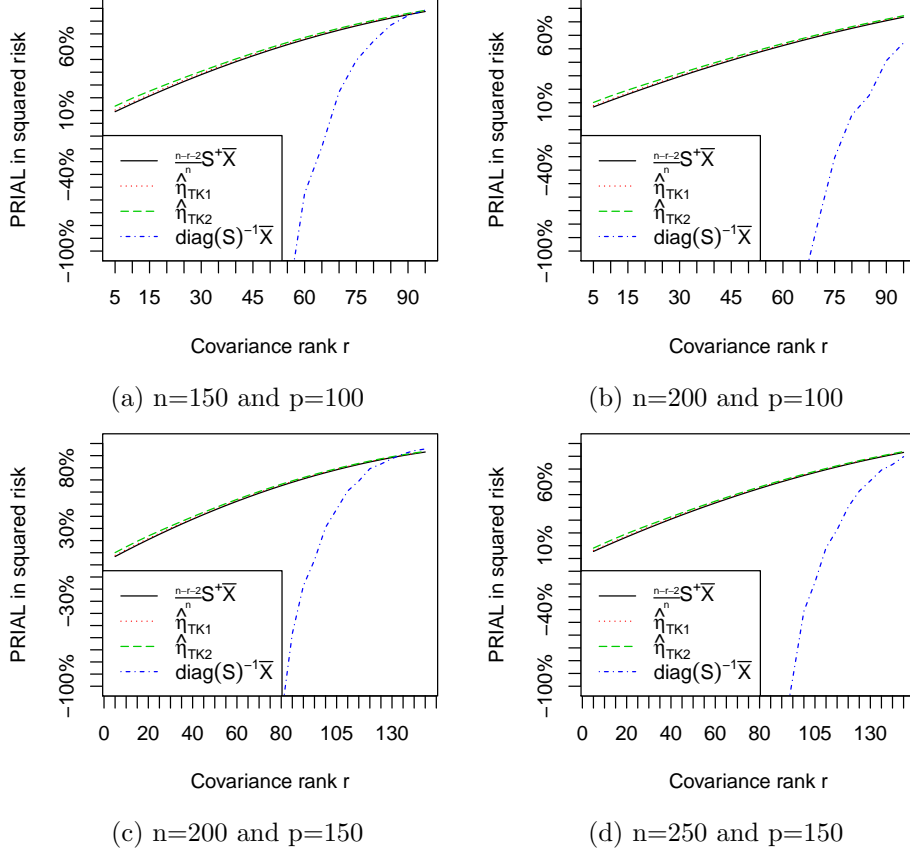 PRIAL in squared risk
60%
10%
−40%
−100%
n−r−2
n
S⁺X̄
η̂TK1
η̂TK2
diag(S)⁻¹X̄
5 15 30 45 60 75 90
Covariance rank r
(a) n=150 and p=100
PRIAL in squared risk
60%
10%
−40%
−100%
n−r−2
n
S⁺X̄
η̂TK1
η̂TK2
diag(S)⁻¹X̄
5 15 30 45 60 75 90
Covariance rank r
(b) n=200 and p=100
PRIAL in squared risk
80%
30%
−30%
−100%
n−r−2
n
S⁺X̄
η̂TK1
η̂TK2
diag(S)⁻¹X̄
0 20 40 60 80 105 130
Covariance rank r
(c) n=200 and p=150
PRIAL in squared risk
60%
10%
−40%
−100%
n−r−2
n
S⁺X̄
η̂TK1
η̂TK2
diag(S)⁻¹X̄
0 20 40 60 80 105 130
Covariance rank r
(d) n=250 and p=150